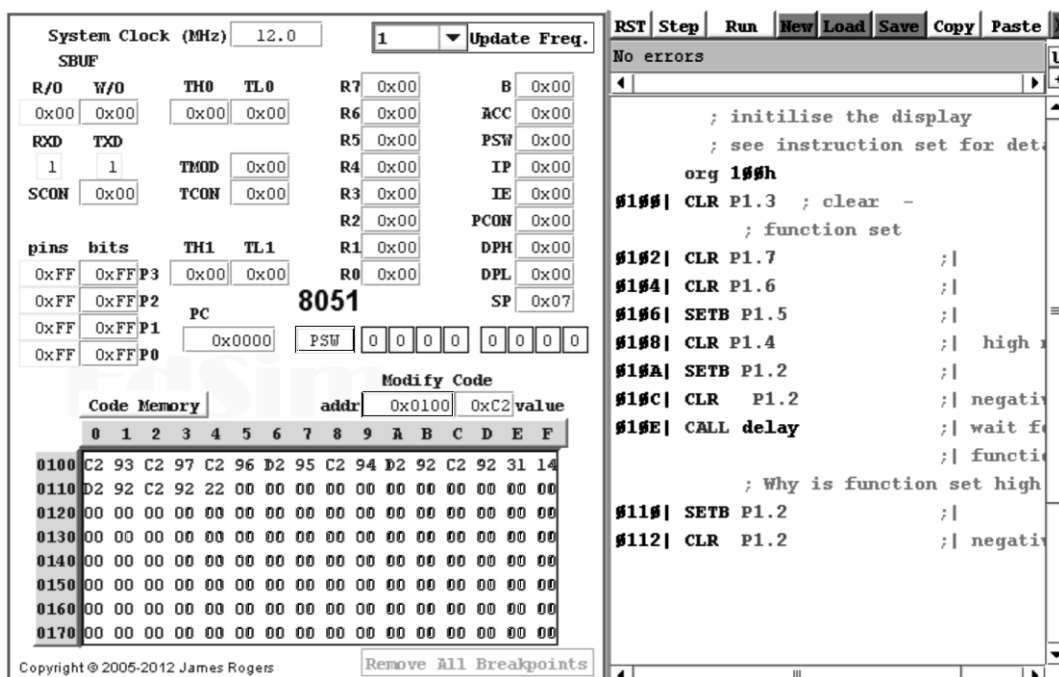 System Clock (MHz) 12.0 1 Update Freq.
SBUF
R/O W/O TH0 TL0 R7 0x00 B 0x00
0x00 0x00 0x00 0x00 R6 0x00 ACC 0x00
RXD TXD R5 0x00 PSW 0x00
1 1 TMOD 0x00 R4 0x00 IP 0x00
SCON 0x00 TCON 0x00 R3 0x00 IE 0x00
R2 0x00 PCON 0x00
pins bits TH1 TL1 R1 0x00 DPH 0x00
0xFF 0xFF P3 0x00 0x00 R0 0x00 DPL 0x00
0xFF 0xFF P2 PC 8051 SP 0x07
0xFF 0xFF P1 0x0000 PSW 0 0 0 0 0 0 0 0
0xFF 0xFF P0
EdSim
Modify Code
Code Memory addr 0x0100 0xC2 value
0 1 2 3 4 5 6 7 8 9 A B C D E F
0100 C2 93 C2 97 C2 96 D2 95 C2 94 D2 92 C2 92 31 14
0110 D2 92 C2 92 22 00 00 00 00 00 00 00 00 00 00 00
0120 00 00 00 00 00 00 00 00 00 00 00 00 00 00 00 00
0130 00 00 00 00 00 00 00 00 00 00 00 00 00 00 00 00
0140 00 00 00 00 00 00 00 00 00 00 00 00 00 00 00 00
0150 00 00 00 00 00 00 00 00 00 00 00 00 00 00 00 00
0160 00 00 00 00 00 00 00 00 00 00 00 00 00 00 00 00
0170 00 00 00 00 00 00 00 00 00 00 00 00 00 00 00 00
Copyright © 2005-2012 James Rogers Remove All Breakpoints
RST Step Run New Load Save Copy Paste
No errors
; initilise the display
; see instruction set for deta
org 100h
0100| CLR P1.3 ; clear -
; function set
0102| CLR P1.7 ;|
0104| CLR P1.6 ;|
0106| SETB P1.5 ;|
0108| CLR P1.4 ;| high
010A| SETB P1.2 ;|
010C| CLR P1.2 ;| negativ
010E| CALL delay ;| wait fo
;| functio
; Why is function set high
0110| SETB P1.2 ;|
0112| CLR P1.2 ;| negativ